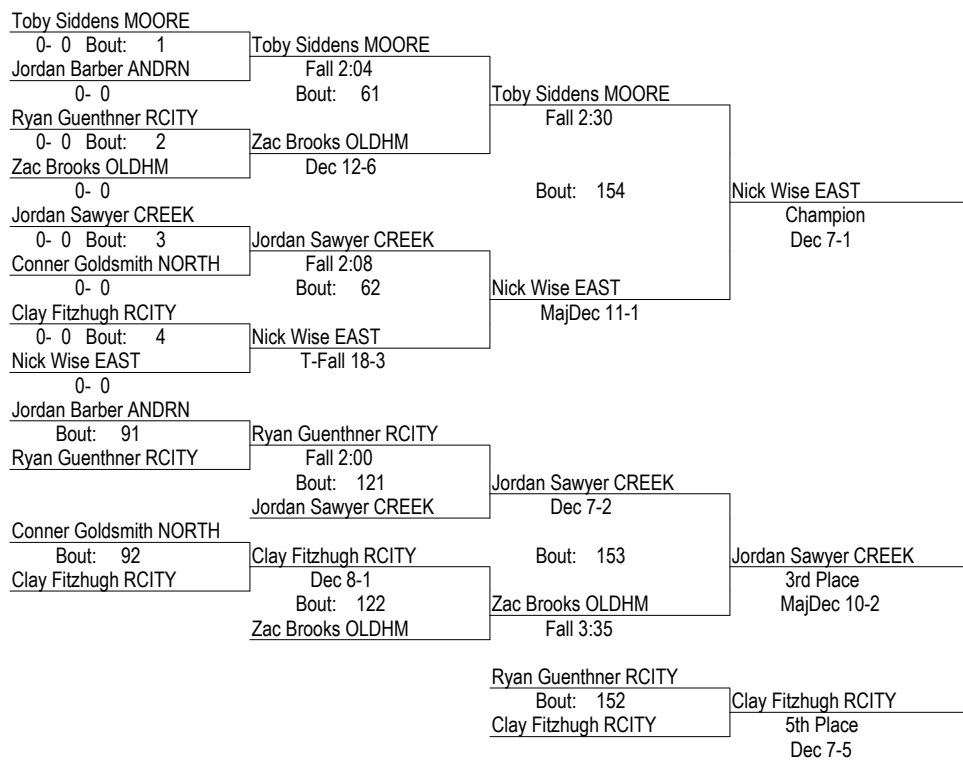 Toby Siddens MOORE
0- 0 Bout: 1
Toby Siddens MOORE
Jordan Barber ANDRN
Fall 2:04
0- 0
Bout: 61
Toby Siddens MOORE
Ryan Guenthner RCITY
Fall 2:30
0- 0 Bout: 2
Zac Brooks OLDHM
Zac Brooks OLDHM
Dec 12-6
0- 0
Bout: 154
Nick Wise EAST
Jordan Sawyer CREEK
Champion
0- 0 Bout: 3
Jordan Sawyer CREEK
Dec 7-1
Conner Goldsmith NORTH
Fall 2:08
0- 0
Bout: 62
Nick Wise EAST
Clay Fitzhugh RCITY
MajDec 11-1
0- 0 Bout: 4
Nick Wise EAST
Nick Wise EAST
T-Fall 18-3
0- 0
Jordan Barber ANDRN
Bout: 91
Ryan Guenthner RCITY
Ryan Guenthner RCITY
Fall 2:00
Bout: 121
Jordan Sawyer CREEK
Jordan Sawyer CREEK
Dec 7-2
Conner Goldsmith NORTH
Bout: 92
Clay Fitzhugh RCITY
Bout: 153
Jordan Sawyer CREEK
Clay Fitzhugh RCITY
Dec 8-1
3rd Place
Bout: 122
Zac Brooks OLDHM
MajDec 10-2
Zac Brooks OLDHM
Fall 3:35
Ryan Guenthner RCITY
Bout: 152
Clay Fitzhugh RCITY
Clay Fitzhugh RCITY
5th Place
Dec 7-5